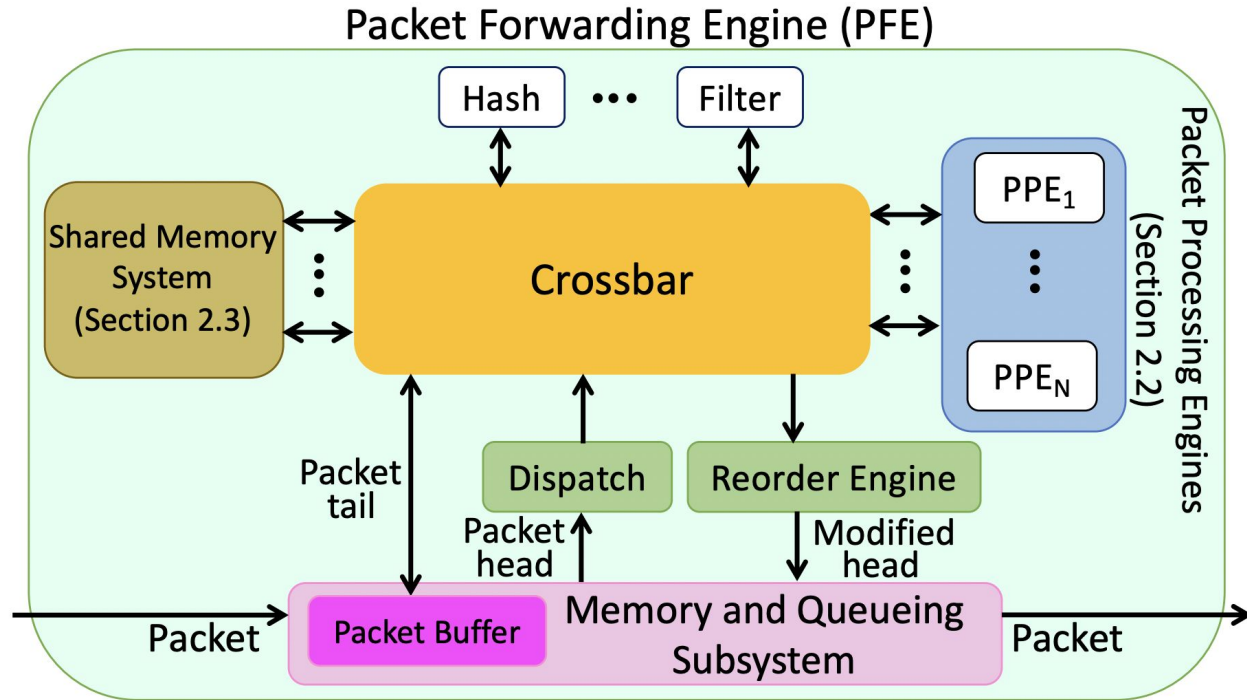 Packet Forwarding Engine (PFE)
Hash
•••
Filter
Shared Memory
System
(Section 2.3)
Crossbar
PPE1
PPEN
Packet Processing Engines
(Section 2.2)
Packet
tail
Dispatch
Reorder Engine
Packet
head
Modified
head
Packet
Packet Buffer
Memory and Queueing
Subsystem
Packet